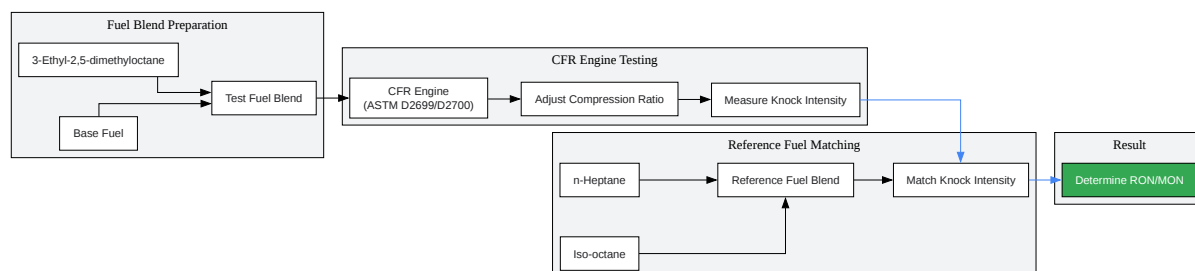 Fuel Blend Preparation
3-Ethyl-2,5-dimethyloctane
Base Fuel
Test Fuel Blend
CFR Engine Testing
CFR Engine
(ASTM D2699/D2700)
Adjust Compression Ratio
Measure Knock Intensity
Reference Fuel Matching
n-Heptane
Iso-octane
Reference Fuel Blend
Match Knock Intensity
Result
Determine RON/MON